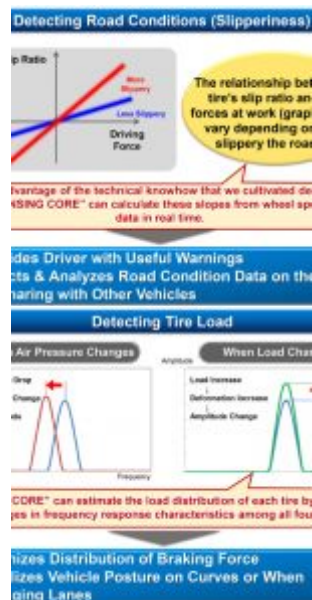 Detecting Road Conditions (Slipperiness)
p Ratio
More
Slippery
Less Slippery
Driving
Force
The relationship bet
tire's slip ratio an
forces at work (grap
vary depending o
slippery the roa
dvantage of the technical knowhow that we cultivated de
NSING CORE" can calculate these slopes from wheel spe
data in real time.
des Driver with Useful Warnings
cts & Analyzes Road Condition Data on the
haring with Other Vehicles
Detecting Tire Load
Air Pressure Changes
When Load Cha
Amplitude
Drop
Change
Load Increase
Deformation Increase
Amplitude Change
Frequency
CORE" can estimate the load distribution of each tire by
es in frequency response characteristics among all fou
mizes Distribution of Braking Force
lizes Vehicle Posture on Curves or When
ging Lanes